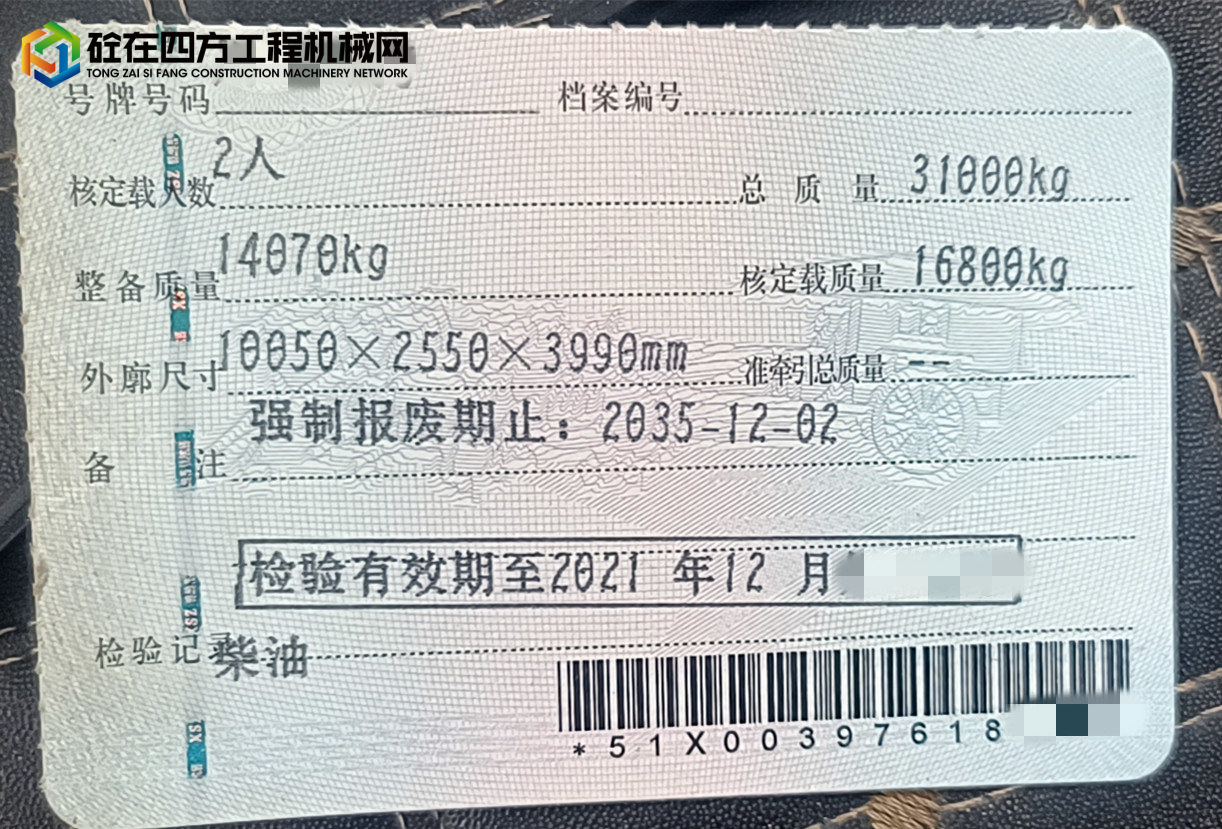 砼在四方工程机械网
TONG ZAI SI FANG CONSTRUCTION MACHINERY NETWORK
号牌号码 档案编号
核定载人数 2人 总质量 31000kg
整备质量 14070kg 核定载质量 16800kg
外廓尺寸 10050×2550×3990mm 准牵引总质量 --
备注 强制报废期止：2035-12-02
检验有效期至2021 年12 月
检验记 柴油
*51X00397618